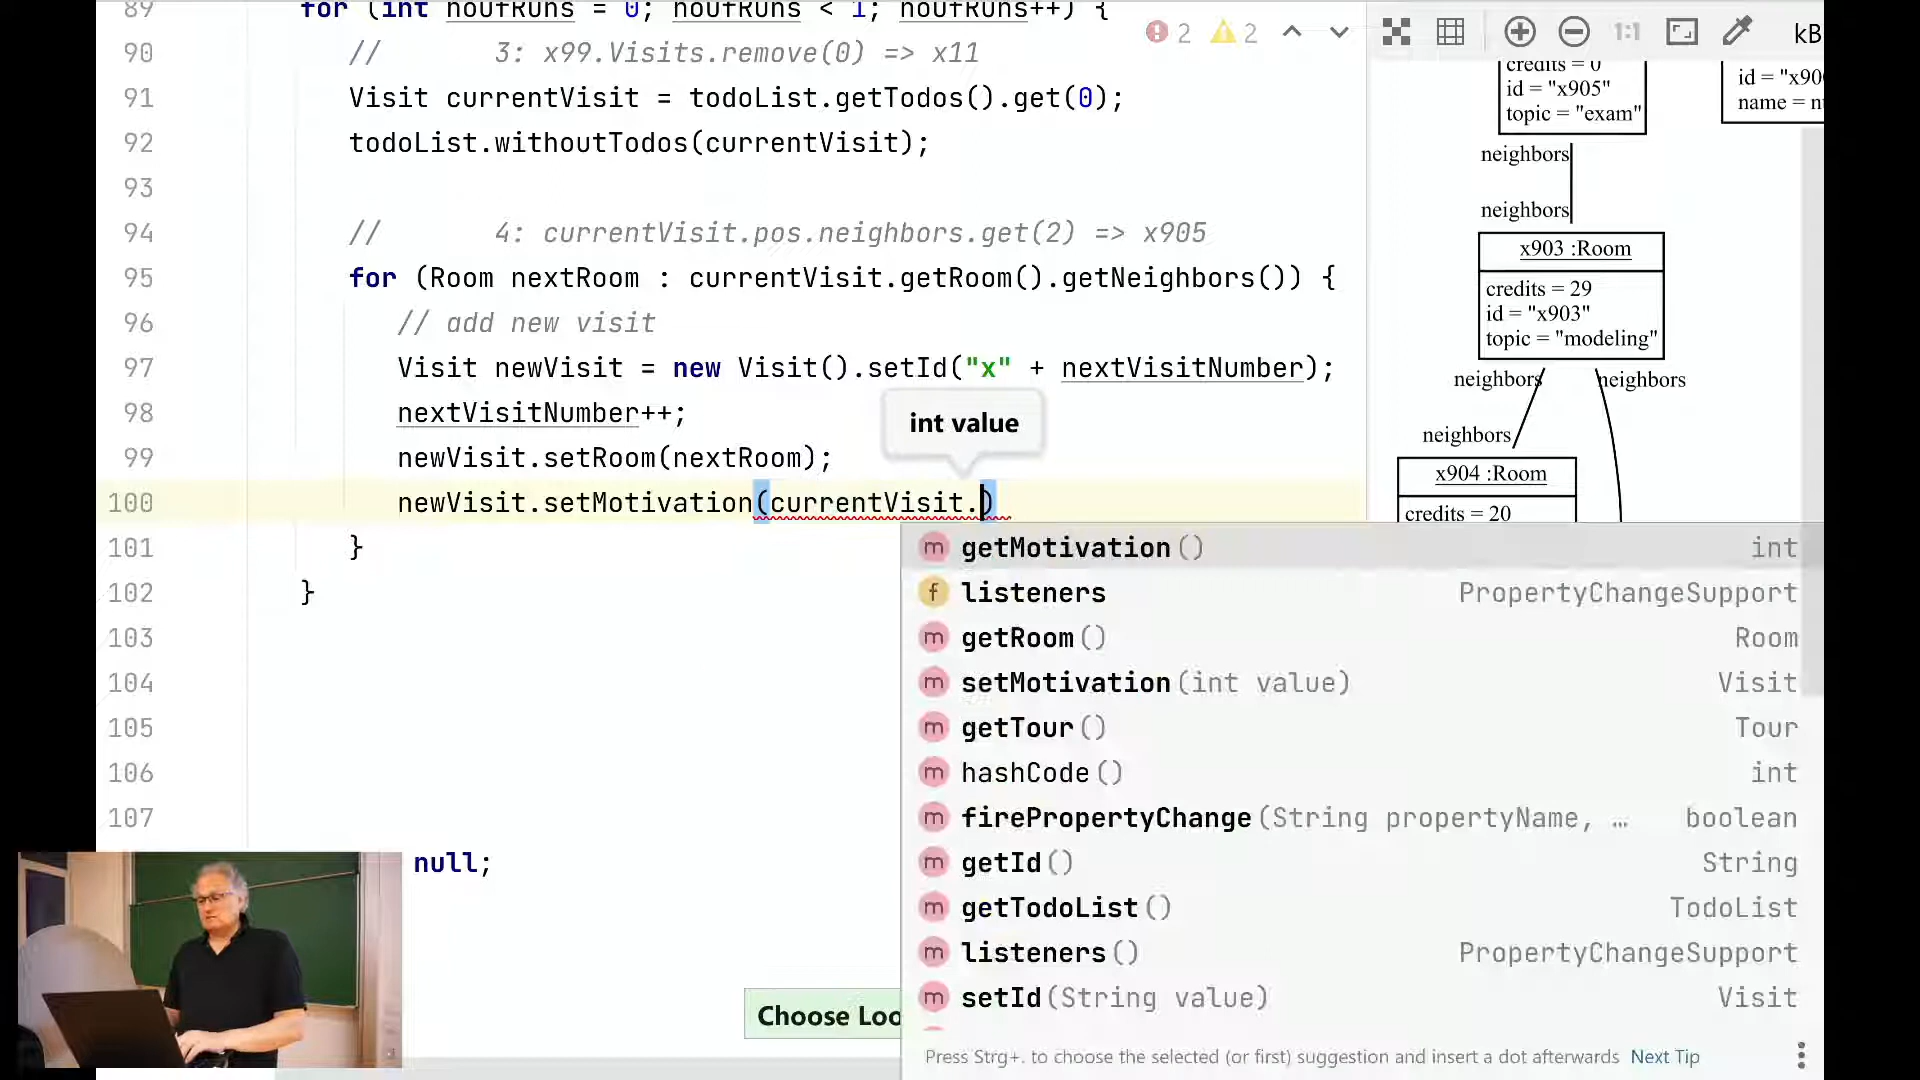 89 for (int noOfRuns = 0; noOfRuns < 1; noOfRuns++) {
90 // 3: x99.Visits.remove(0) => x11
91 Visit currentVisit = todoList.getTodos().get(0);
92 todoList.withoutTodos(currentVisit);
93
94 // 4: currentVisit.pos.neighbors.get(2) => x905
95 for (Room nextRoom : currentVisit.getRoom().getNeighbors()) {
96 // add new visit
97 Visit newVisit = new Visit().setId("x" + nextVisitNumber);
98 nextVisitNumber++;
99 newVisit.setRoom(nextRoom);
100 newVisit.setMotivation(currentVisit.)
101 }
102 }
103
104
105
106
107
null;
int value
2 2
getMotivation() int
listeners PropertyChangeSupport
getRoom() Room
setMotivation(int value) Visit
getTour() Tour
hashCode() int
firePropertyChange(String propertyName, … boolean
getId() String
getTodoList() TodoList
listeners() PropertyChangeSupport
setId(String value) Visit
Press Strg+. to choose the selected (or first) suggestion and insert a dot afterwards Next Tip
Choose Loo
1:1
kB
credits = 0
id = "x905"
topic = "exam"
id = "x90
name = n
neighbors
neighbors
x903 :Room
credits = 29
id = "x903"
topic = "modeling"
neighbors neighbors
neighbors
x904 :Room
credits = 20